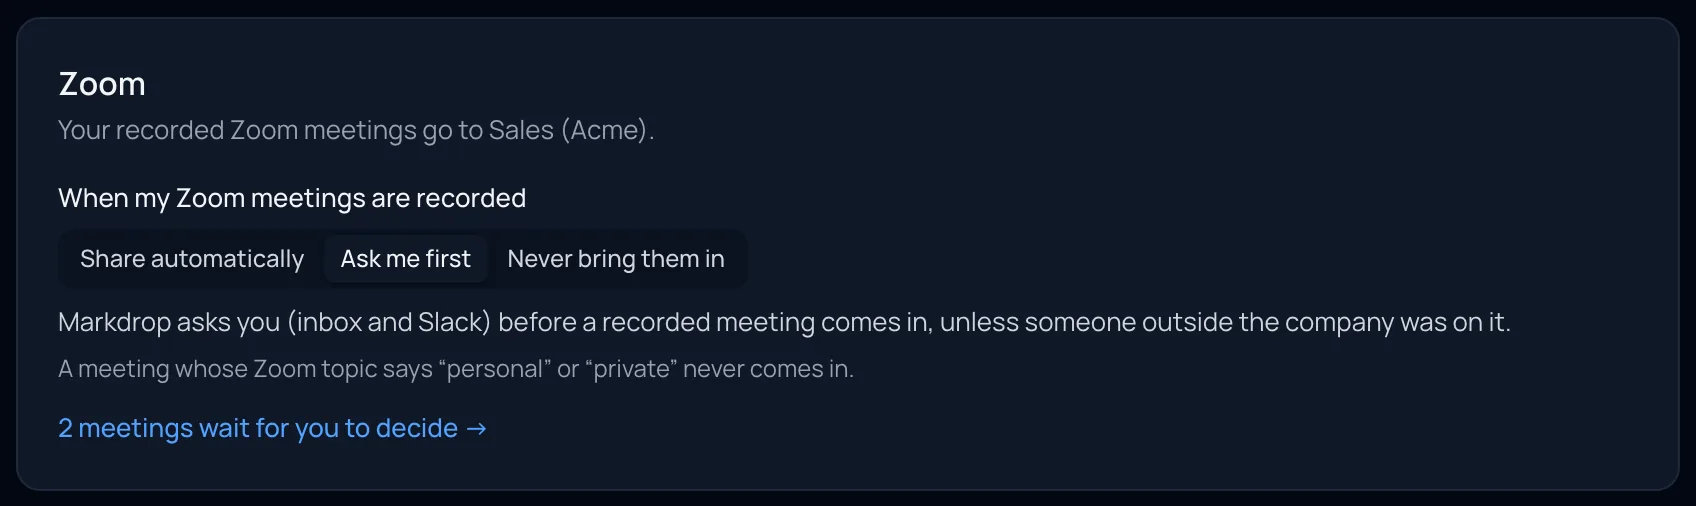 Zoom
Your recorded Zoom meetings go to Sales (Acme).
When my Zoom meetings are recorded
Share automatically Ask me first Never bring them in
Markdrop asks you (inbox and Slack) before a recorded meeting comes in, unless someone outside the company was on it.
A meeting whose Zoom topic says “personal” or “private” never comes in.
2 meetings wait for you to decide →